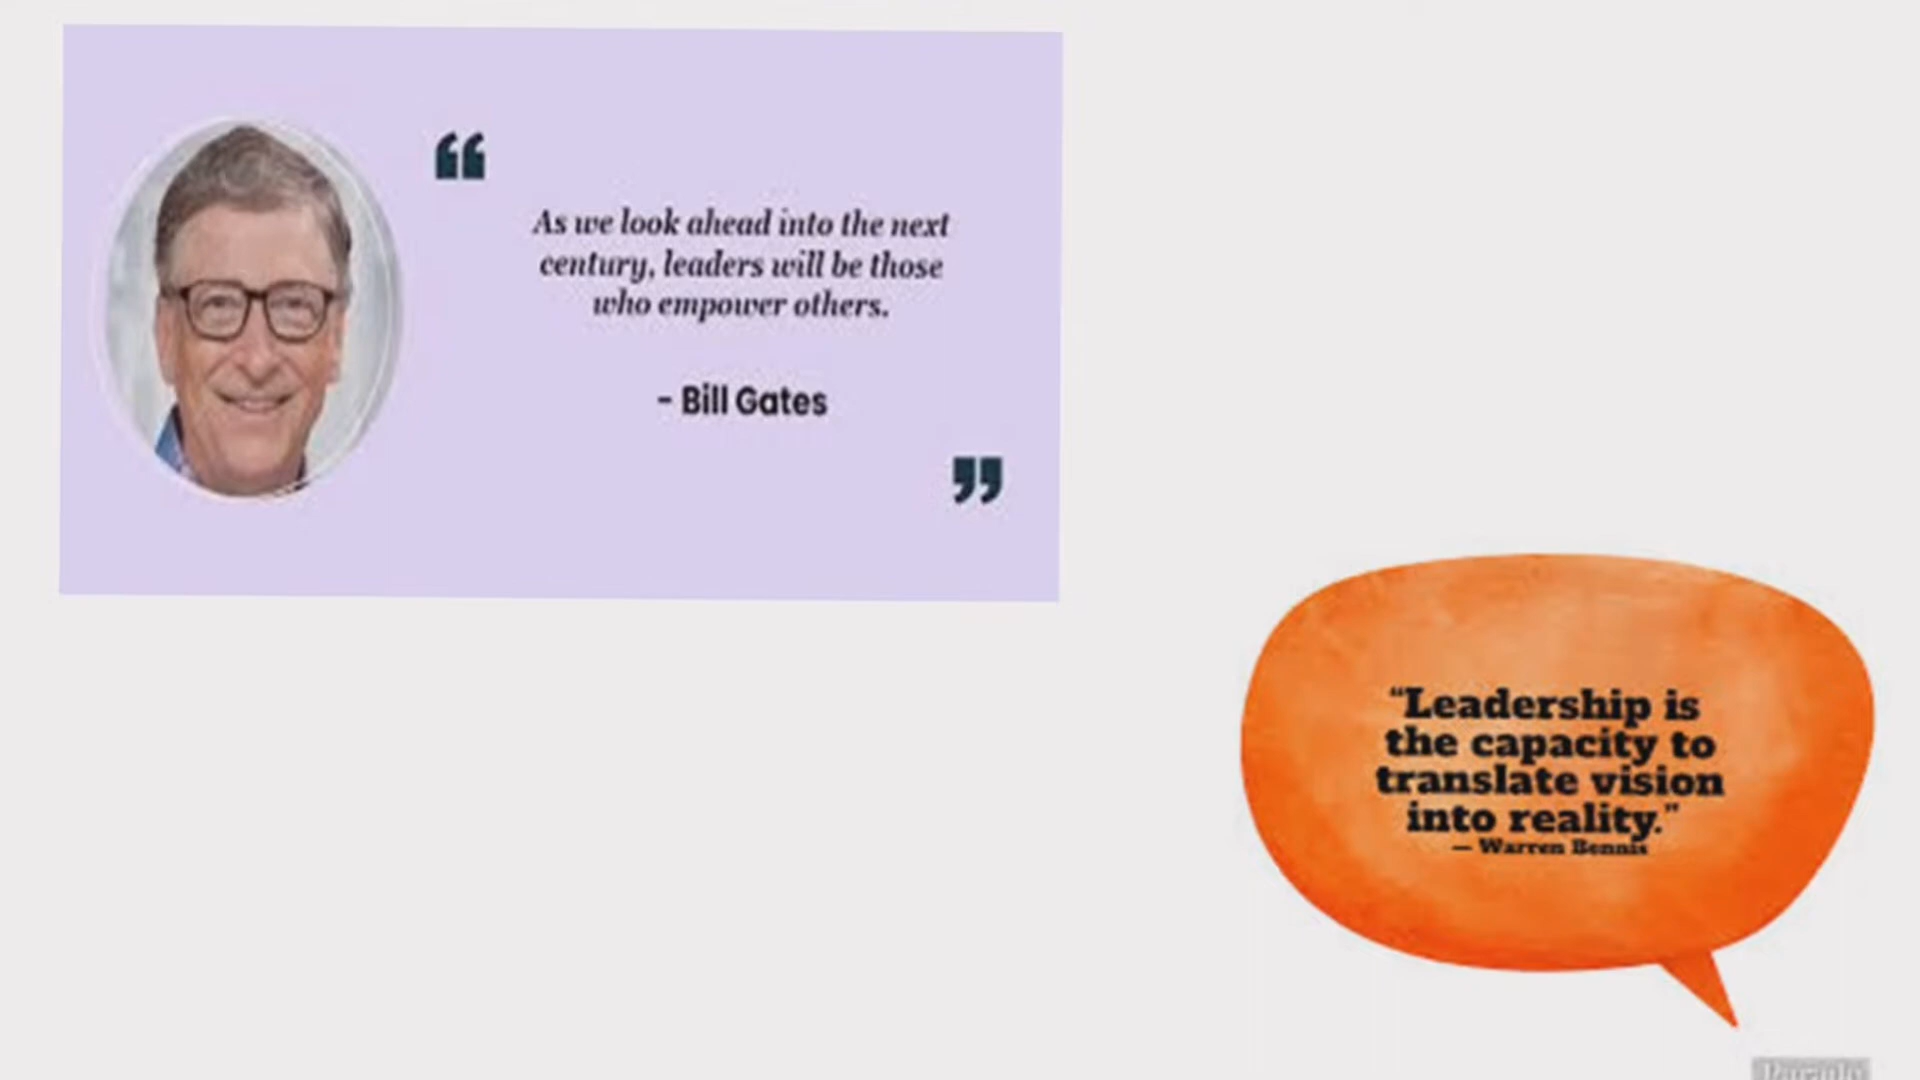 “
As we look ahead into the next
century, leaders will be those
who empower others.
- Bill Gates
”
“Leadership is
the capacity to
translate vision
into reality.”
— Warren Bennis